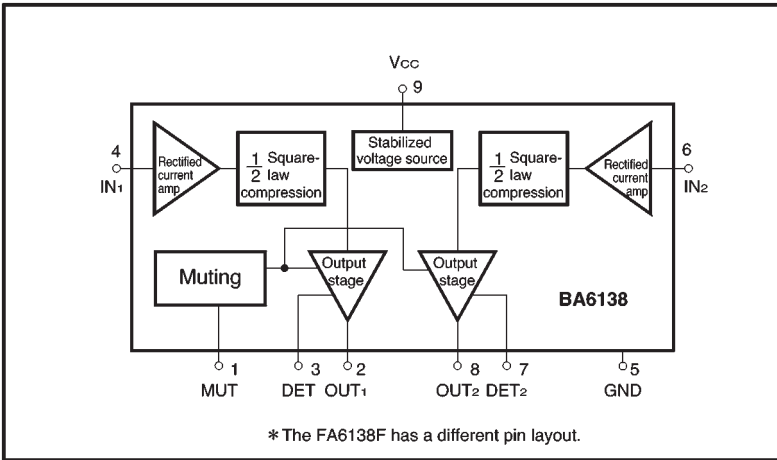 Vcc
9
4
IN1
Rectified
current
amp
1
2
Square-
law
compression
Stabilized
voltage source
1
2
Square-
law
compression
Rectified
current
amp
6
IN2
Muting
Output
stage
Output
stage
BA6138
1
MUT
3
DET
2
OUT1
8
OUT2
7
DET2
5
GND
* The FA6138F has a different pin layout.